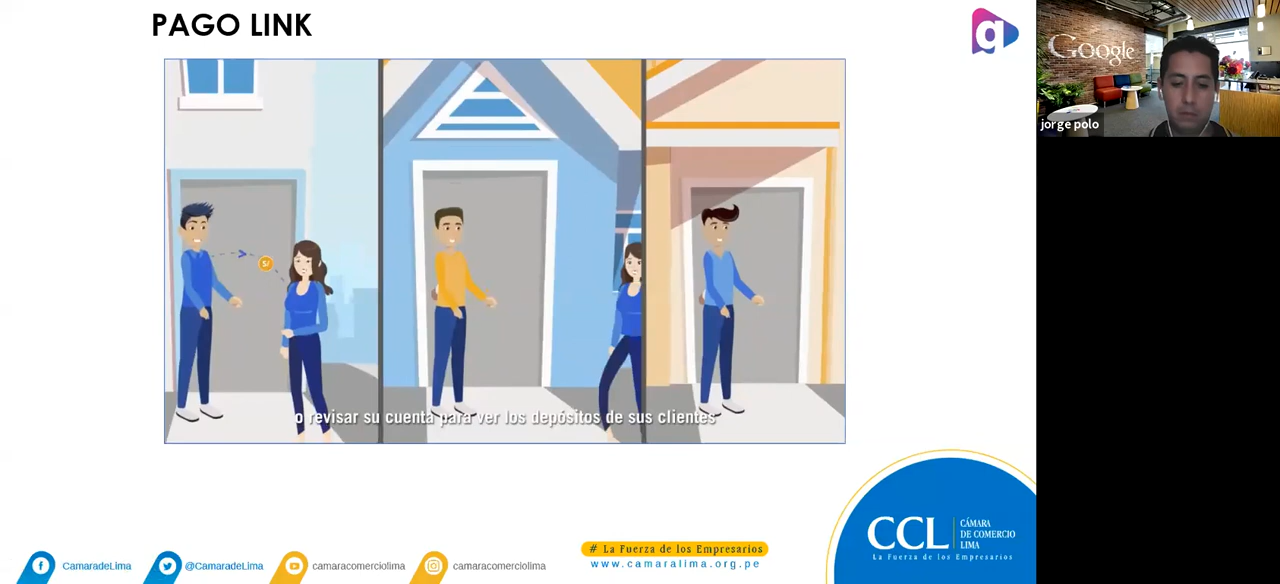 PAGO LINK
g
Google
jorge polo
S/
o revisar su cuenta para ver los depósitos de sus clientes
CCL
CÁMARA
DE COMERCIO
LIMA
La Fuerza de los Empresarios
# La Fuerza de los Empresarios
www.camaralima.org.pe
CamaradeLima
@CamaradeLima
camaracomerciolima
camaracomerciolima